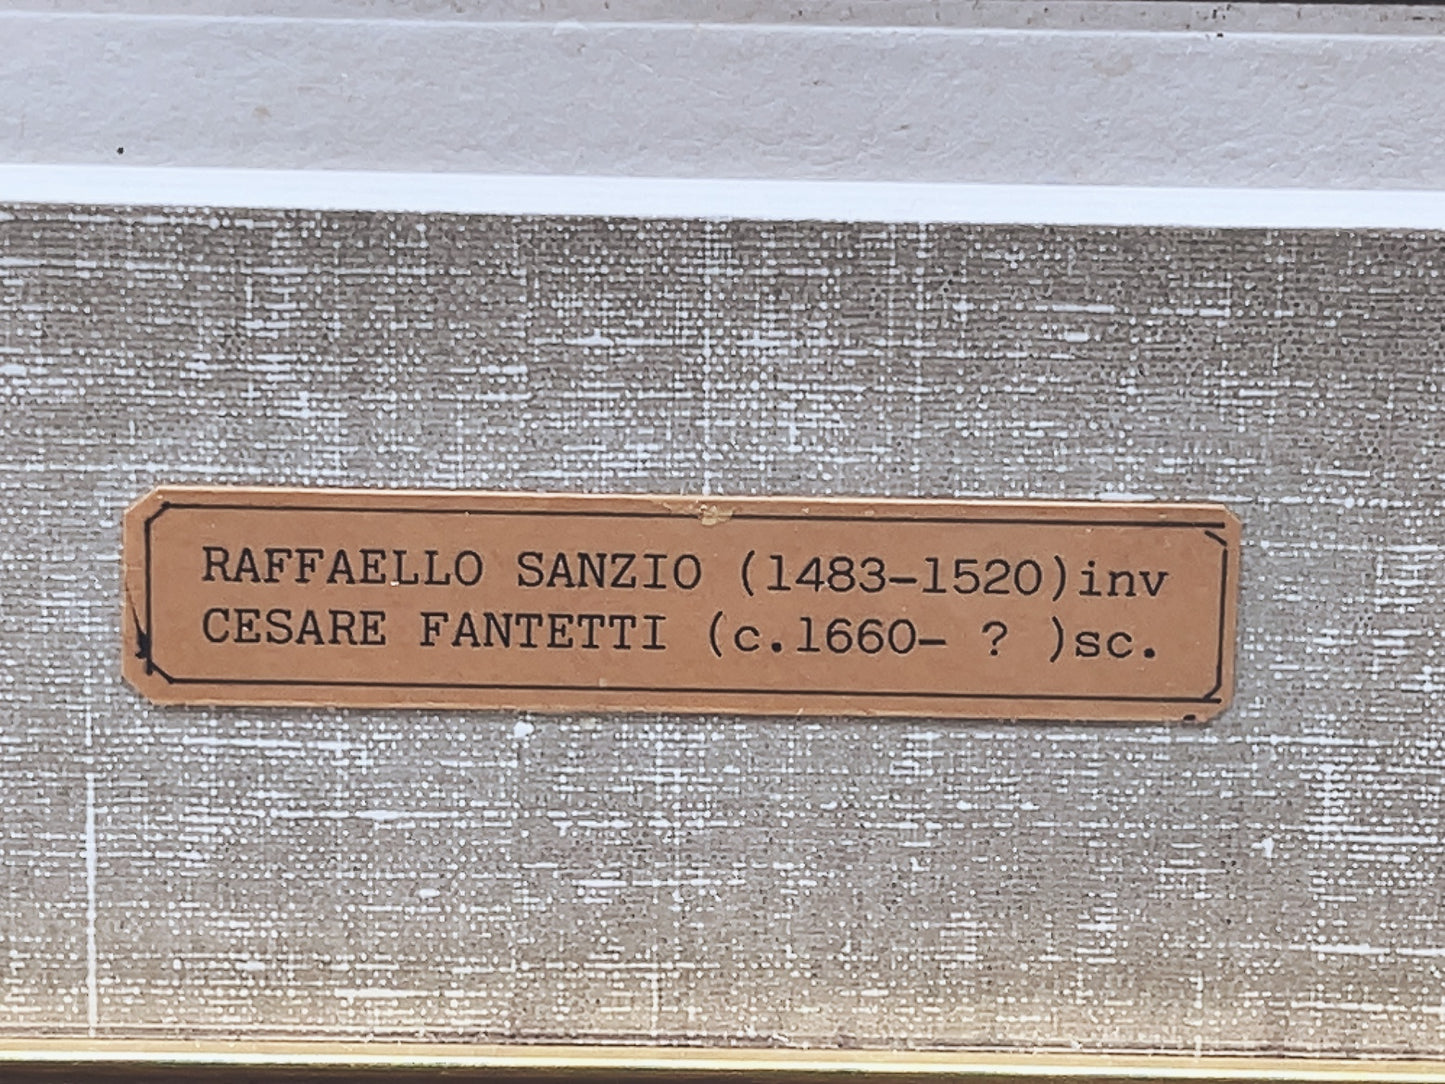 RAFFAELLO SANZIO (1483-1520)inv
CESARE FANTETTI (c.1660- ? )sc.